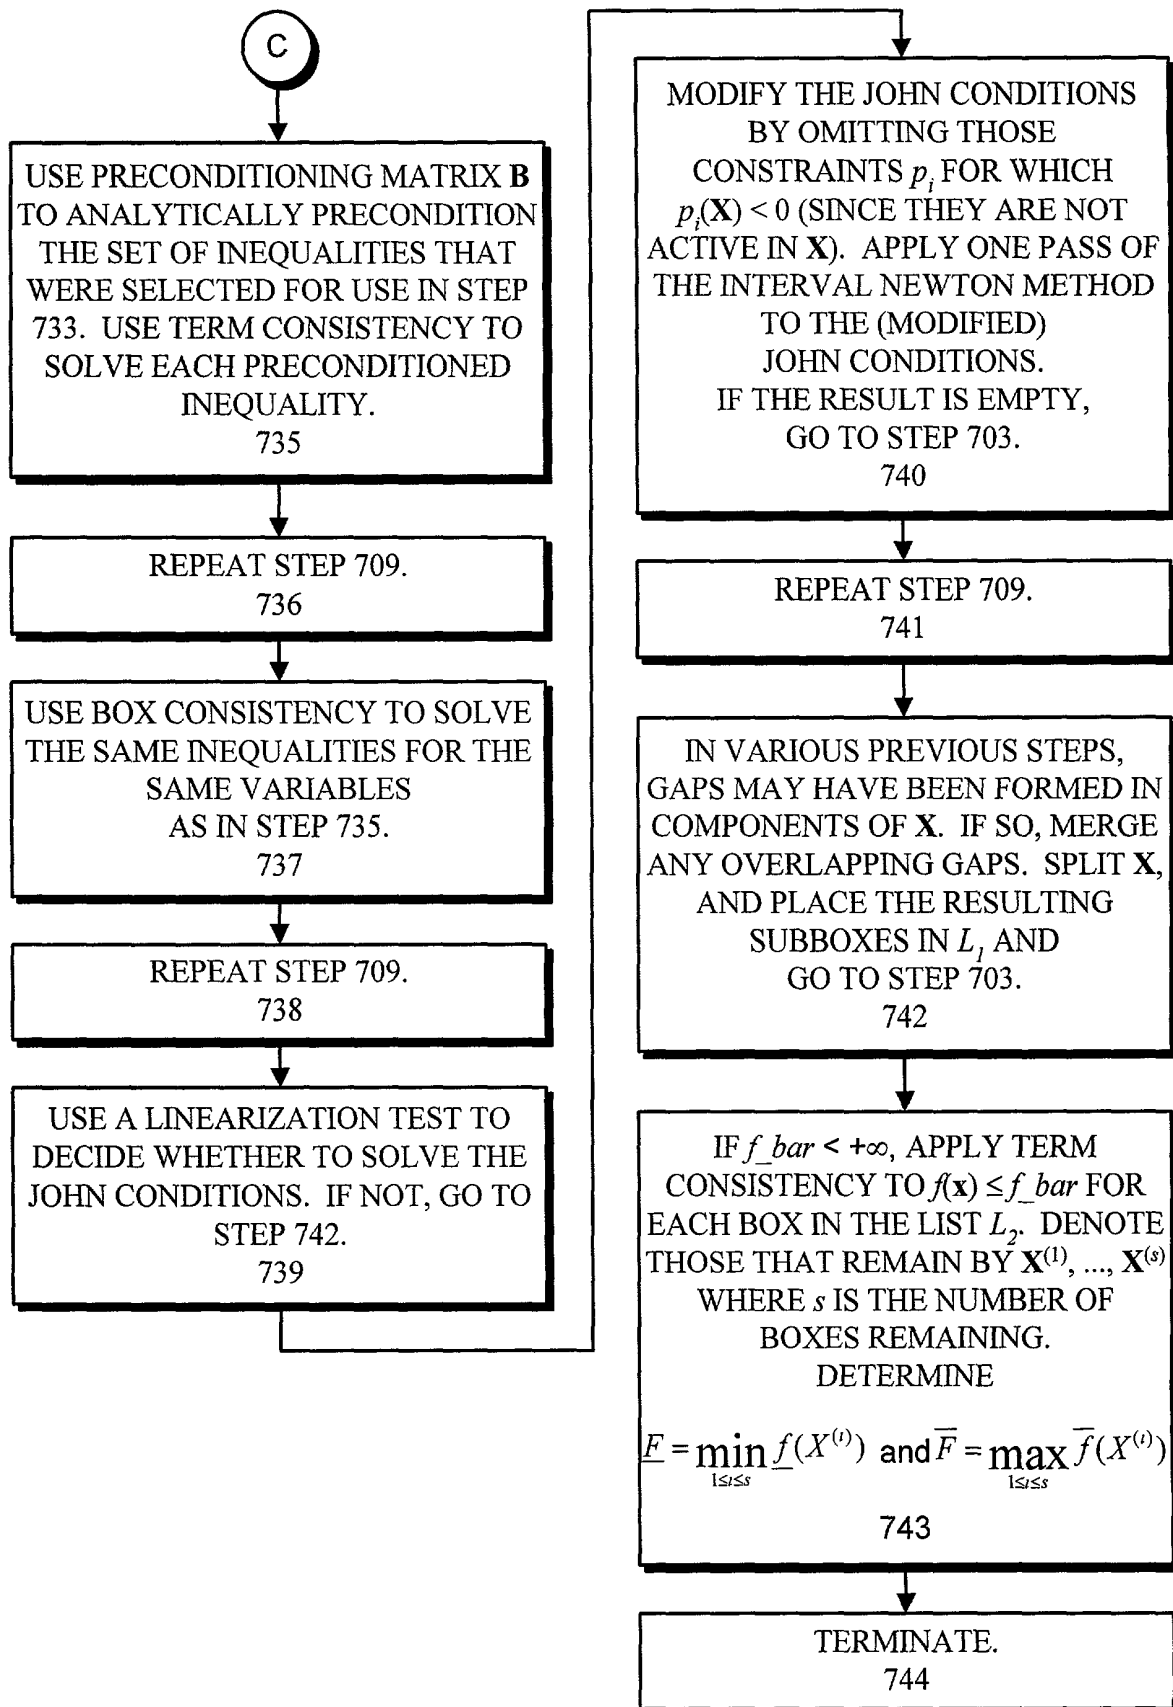 C
USE PRECONDITIONING MATRIX B
TO ANALYTICALLY PRECONDITION
THE SET OF INEQUALITIES THAT
WERE SELECTED FOR USE IN STEP
733. USE TERM CONSISTENCY TO
SOLVE EACH PRECONDITIONED
INEQUALITY.
735
REPEAT STEP 709.
736
USE BOX CONSISTENCY TO SOLVE
THE SAME INEQUALITIES FOR THE
SAME VARIABLES
AS IN STEP 735.
737
REPEAT STEP 709.
738
USE A LINEARIZATION TEST TO
DECIDE WHETHER TO SOLVE THE
JOHN CONDITIONS. IF NOT, GO TO
STEP 742.
739
MODIFY THE JOHN CONDITIONS
BY OMITTING THOSE
CONSTRAINTS pᵢ FOR WHICH
pᵢ(X) < 0 (SINCE THEY ARE NOT
ACTIVE IN X). APPLY ONE PASS OF
THE INTERVAL NEWTON METHOD
TO THE (MODIFIED)
JOHN CONDITIONS.
IF THE RESULT IS EMPTY,
GO TO STEP 703.
740
REPEAT STEP 709.
741
IN VARIOUS PREVIOUS STEPS,
GAPS MAY HAVE BEEN FORMED IN
COMPONENTS OF X. IF SO, MERGE
ANY OVERLAPPING GAPS. SPLIT X,
AND PLACE THE RESULTING
SUBBOXES IN L₁ AND
GO TO STEP 703.
742
IF f_bar < +∞, APPLY TERM
CONSISTENCY TO f(x) ≤ f_bar FOR
EACH BOX IN THE LIST L₂. DENOTE
THOSE THAT REMAIN BY X⁽¹⁾, ..., X⁽ˢ⁾
WHERE s IS THE NUMBER OF
BOXES REMAINING.
DETERMINE
F̲ = min f̲(X⁽ⁱ⁾) and F̅ = max f̅(X⁽ⁱ⁾)
1≤i≤s 1≤i≤s
743
TERMINATE.
744